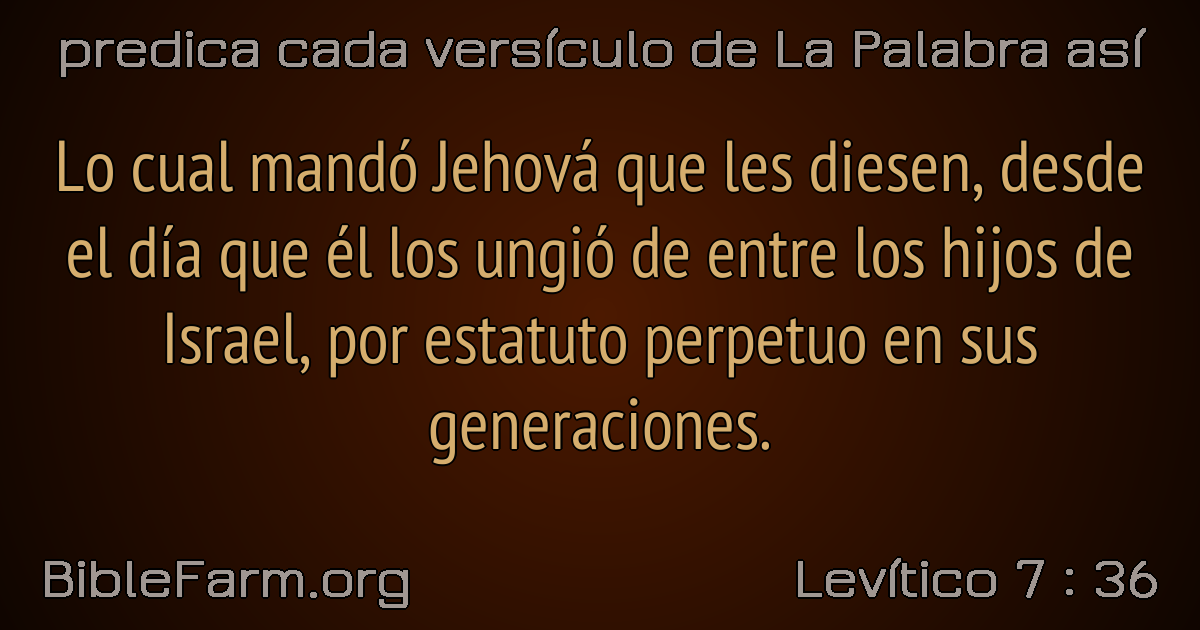 predica cada versículo de La Palabra así
Lo cual mandó Jehová que les diesen, desde
el día que él los ungió de entre los hijos de
Israel, por estatuto perpetuo en sus
generaciones.
BibleFarm.org
Levítico 7 : 36